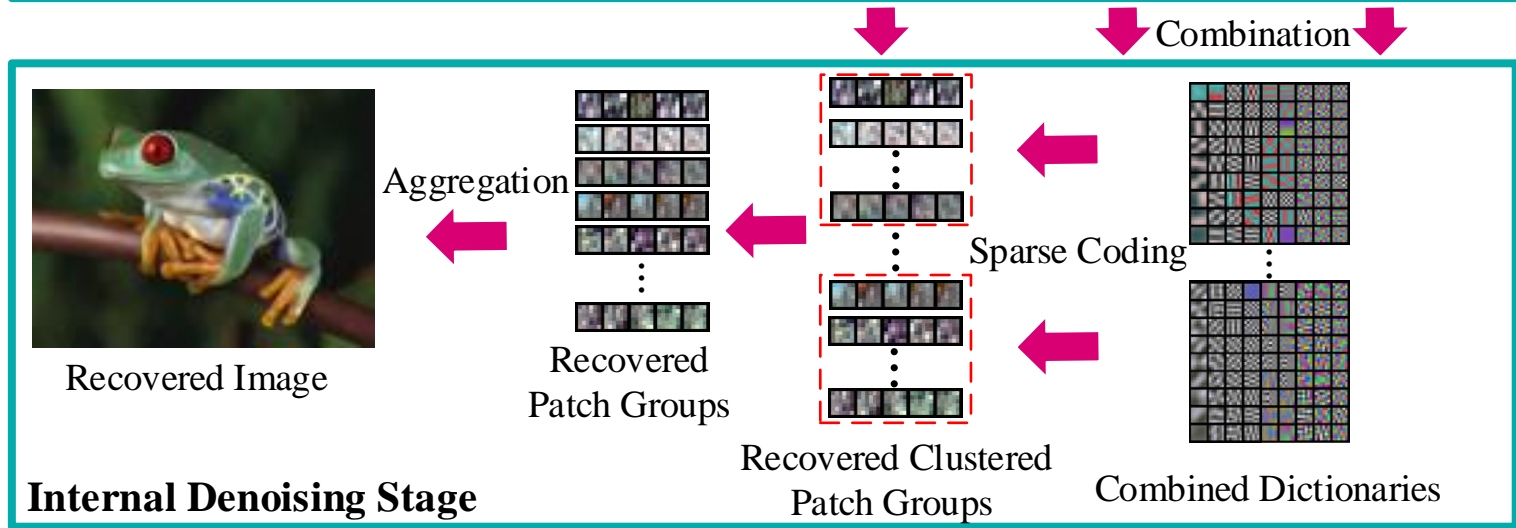 Combination
Aggregation
Sparse Coding
Recovered Image
Recovered
Patch Groups
Recovered Clustered
Patch Groups
Combined Dictionaries
Internal Denoising Stage